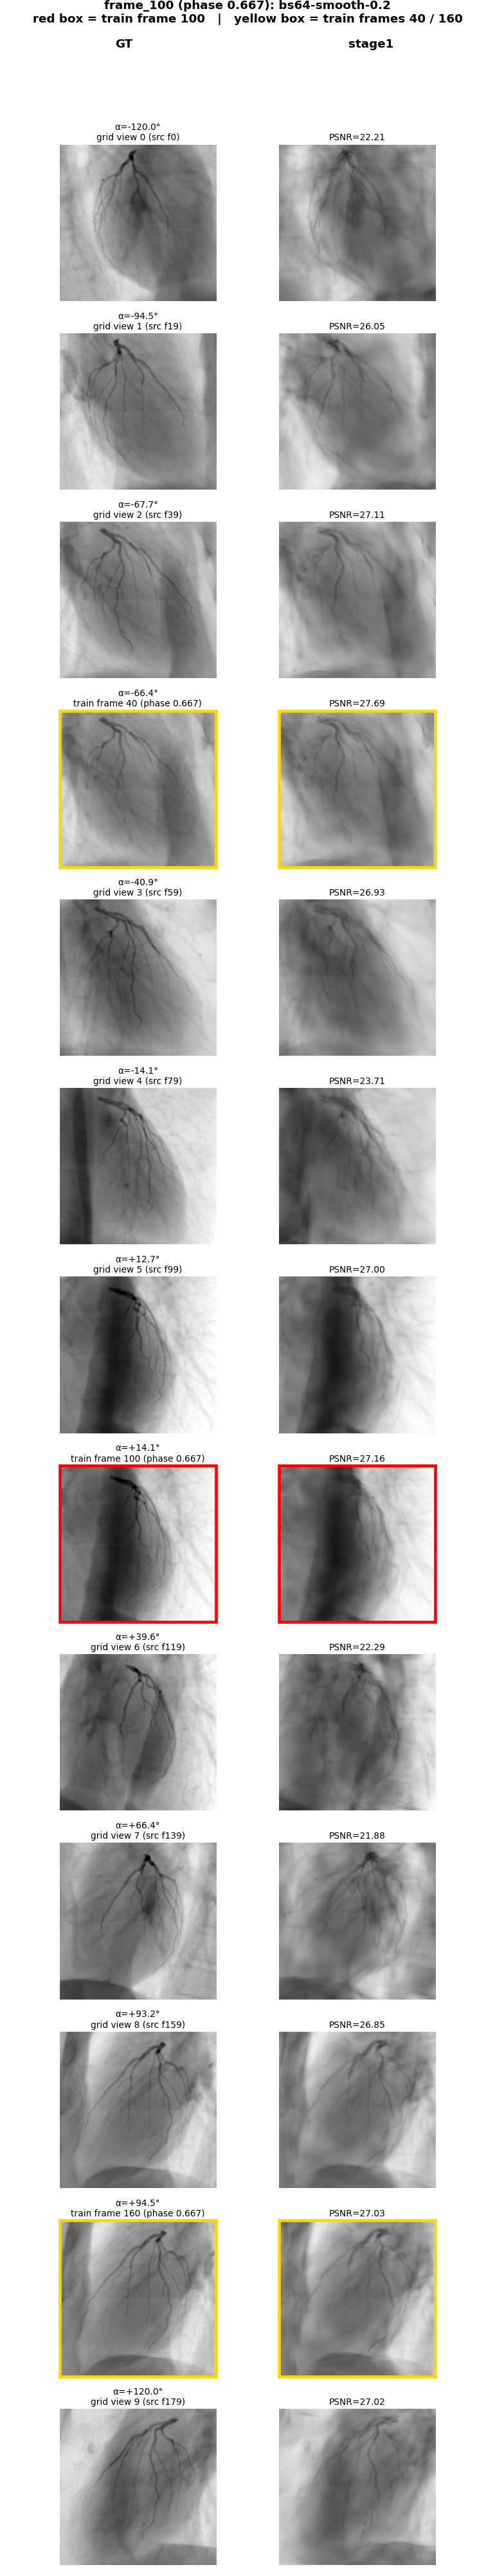 frame_100 (phase 0.667): bs64-smooth-0.2
red box = train frame 100 | yellow box = train frames 40 / 160
GT
stage1
α=-120.0°
grid view 0 (src f0)
PSNR=22.21
α=-94.5°
grid view 1 (src f19)
PSNR=26.05
α=-67.7°
grid view 2 (src f39)
PSNR=27.11
α=-66.4°
train frame 40 (phase 0.667)
PSNR=27.69
α=-40.9°
grid view 3 (src f59)
PSNR=26.93
α=-14.1°
grid view 4 (src f79)
PSNR=23.71
α=+12.7°
grid view 5 (src f99)
PSNR=27.00
α=+14.1°
train frame 100 (phase 0.667)
PSNR=27.16
α=+39.6°
grid view 6 (src f119)
PSNR=22.29
α=+66.4°
grid view 7 (src f139)
PSNR=21.88
α=+93.2°
grid view 8 (src f159)
PSNR=26.85
α=+94.5°
train frame 160 (phase 0.667)
PSNR=27.03
α=+120.0°
grid view 9 (src f179)
PSNR=27.02